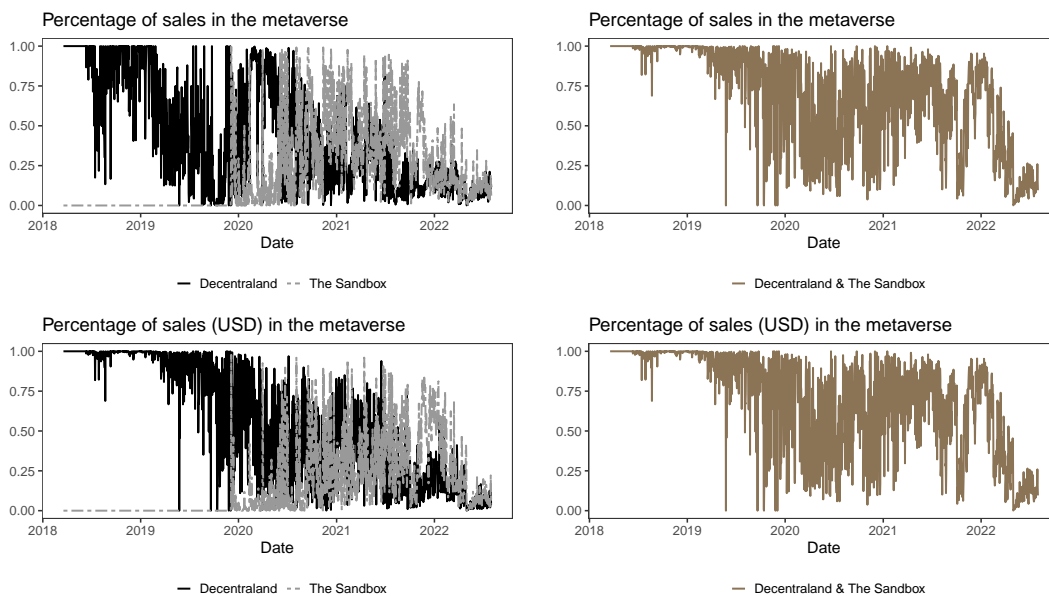 Percentage of sales in the metaverse
1.00
0.75
0.50
0.25
0.00
2018 2019 2020 2021 2022
Date
Decentraland The Sandbox
Percentage of sales in the metaverse
1.00
0.75
0.50
0.25
0.00
2018 2019 2020 2021 2022
Date
Decentraland & The Sandbox
Percentage of sales (USD) in the metaverse
1.00
0.75
0.50
0.25
0.00
2018 2019 2020 2021 2022
Date
Decentraland The Sandbox
Percentage of sales (USD) in the metaverse
1.00
0.75
0.50
0.25
0.00
2018 2019 2020 2021 2022
Date
Decentraland & The Sandbox